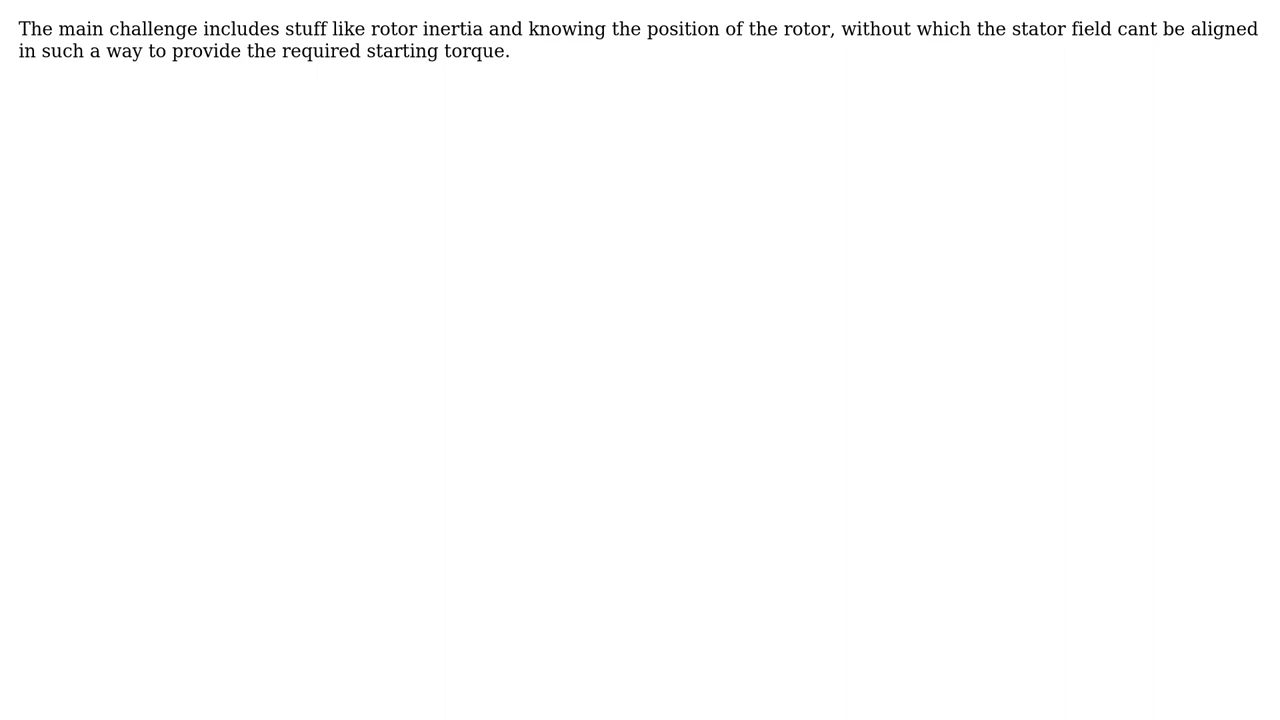 The main challenge includes stuff like rotor inertia and knowing the position of the rotor, without which the stator field cant be aligned
in such a way to provide the required starting torque.